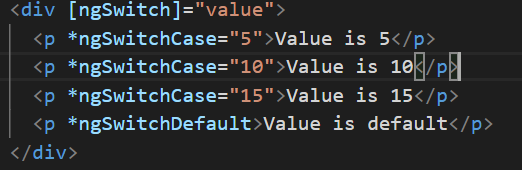 <div [ngSwitch]="value">
<p *ngSwitchCase="5">Value is 5</p>
<p *ngSwitchCase="10">Value is 10</p>
<p *ngSwitchCase="15">Value is 15</p>
<p *ngSwitchDefault>Value is default</p>
</div>